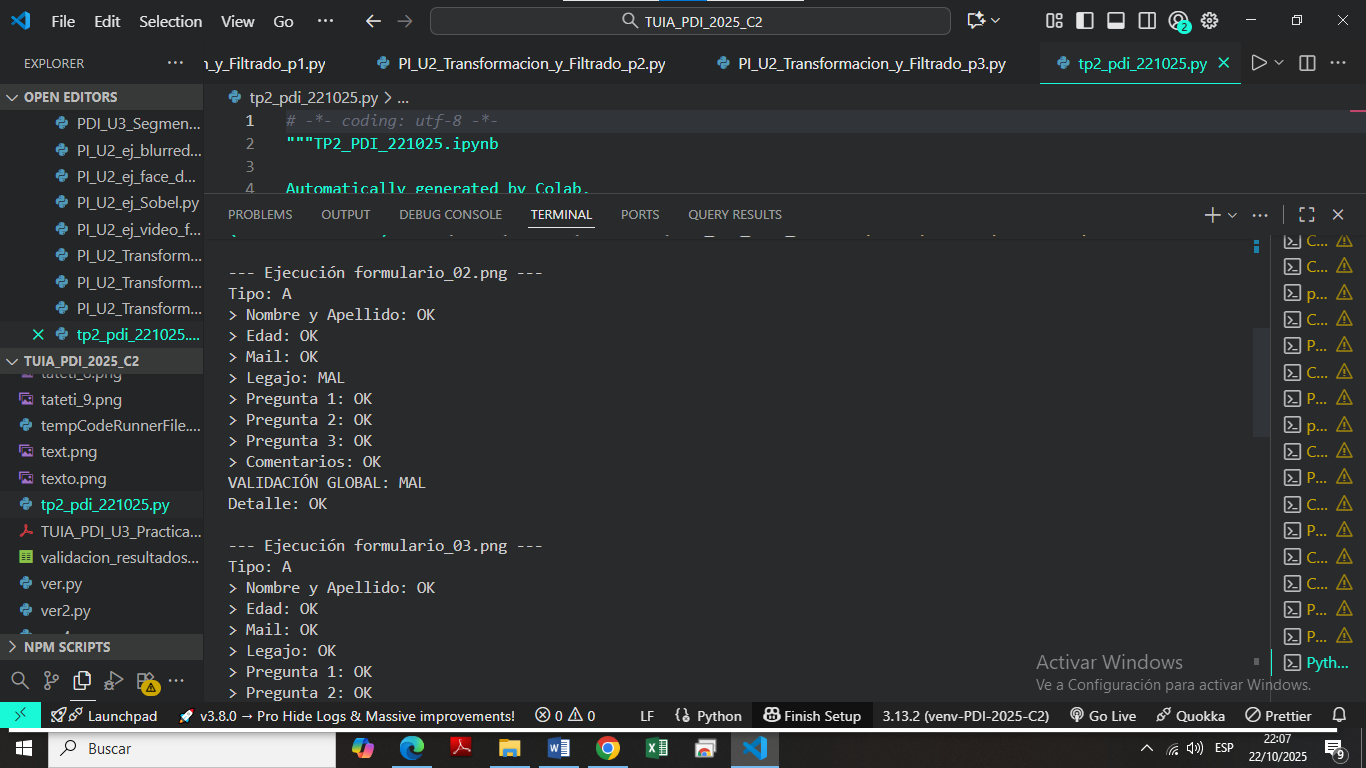 File Edit Selection View Go ··· TUIA_PDI_2025_C2 2
EXPLORER ··· _y_Filtrado_p1.py PI_U2_Transformacion_y_Filtrado_p2.py PI_U2_Transformacion_y_Filtrado_p3.py tp2_pdi_221025.py
OPEN EDITORS
PDI_U3_Segmen...
PI_U2_ej_blurred...
PI_U2_ej_face_d...
PI_U2_ej_Sobel.py
PI_U2_ej_video_f...
PI_U2_Transform...
PI_U2_Transform...
PI_U2_Transform...
tp2_pdi_221025....
TUIA_PDI_2025_C2
tateti_8.png
tateti_9.png
tempCodeRunnerFile....
text.png
texto.png
tp2_pdi_221025.py
TUIA_PDI_U3_Practica...
validacion_resultados...
ver.py
ver2.py
NPM SCRIPTS
tp2_pdi_221025.py > ...
1 # -*- coding: utf-8 -*-
2 """TP2_PDI_221025.ipynb
3
4 Automatically generated by Colab.
PROBLEMS OUTPUT DEBUG CONSOLE TERMINAL PORTS QUERY RESULTS
--- Ejecución formulario_02.png ---
Tipo: A
> Nombre y Apellido: OK
> Edad: OK
> Mail: OK
> Legajo: MAL
> Pregunta 1: OK
> Pregunta 2: OK
> Pregunta 3: OK
> Comentarios: OK
VALIDACIÓN GLOBAL: MAL
Detalle: OK
--- Ejecución formulario_03.png ---
Tipo: A
> Nombre y Apellido: OK
> Edad: OK
> Mail: OK
> Legajo: OK
> Pregunta 1: OK
> Pregunta 2: OK
C...
C...
p...
C...
P...
C...
P...
p...
C...
P...
C...
P...
C...
C...
P...
P...
Pyth...
Activar Windows
Ve a Configuración para activar Windows.
Launchpad v3.8.0 → Pro Hide Logs & Massive improvements! 0 0 LF Python Finish Setup 3.13.2 (venv-PDI-2025-C2) Go Live Quokka Prettier
Buscar ESP 22:07
22/10/2025 9